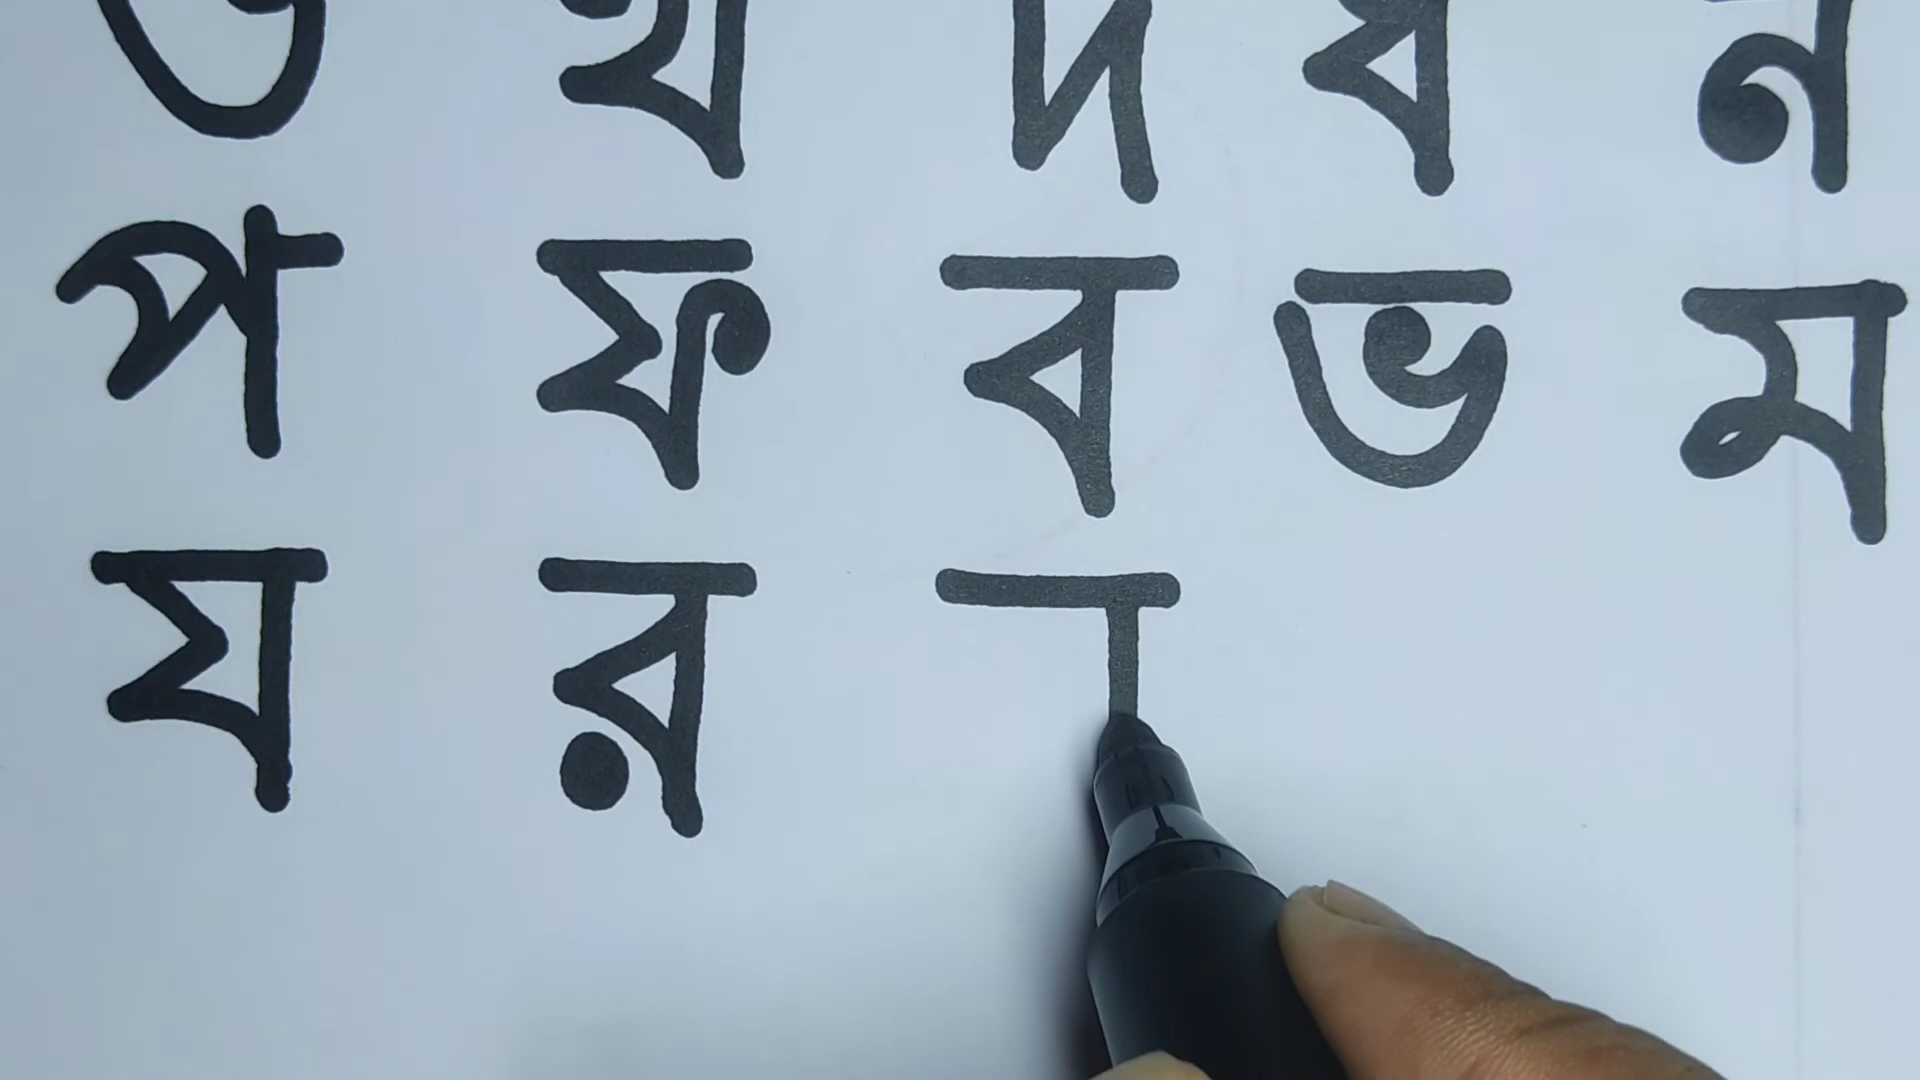 ত থ দ ধ ন
প ফ ব ভ ম
য র